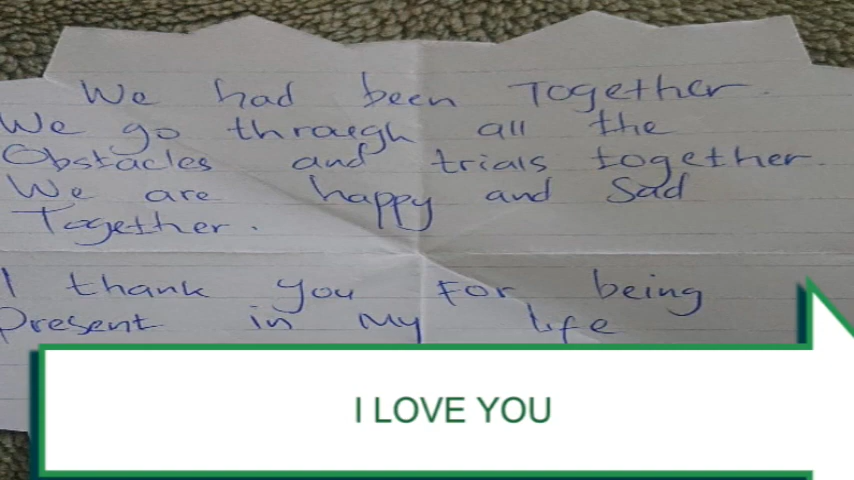 We had been Together.
We go through all the
Obstacles and trials together.
We are happy and Sad
Together.
I thank you For being
Present in My life
I LOVE YOU